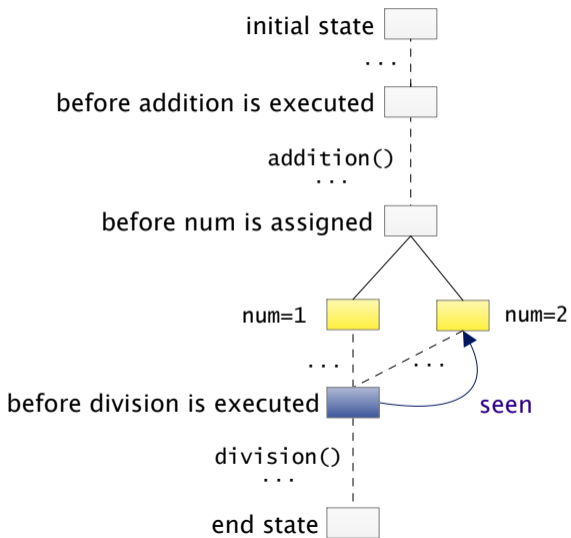 initial state
...
before addition is executed
addition()
...
before num is assigned
num=1
num=2
...
...
before division is executed
seen
division()
...
end state